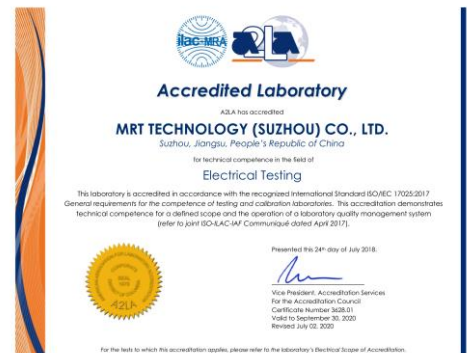 ilac-MRA
A2LA
Accredited Laboratory
A2LA has accredited
MRT TECHNOLOGY (SUZHOU) CO., LTD.
Suzhou, Jiangsu, People's Republic of China
for technical competence in the field of
Electrical Testing
This laboratory is accredited in accordance with the recognized International Standard ISO/IEC 17025:2017
General requirements for the competence of testing and calibration laboratories. This accreditation demonstrates
technical competence for a defined scope and the operation of a laboratory quality management system
(refer to joint ISO-ILAC-IAF Communiqué dated April 2017).
Presented this 24th day of July 2018.
Vice President, Accreditation Services
For the Accreditation Council
Certificate Number 3628.01
Valid to September 30, 2020
Revised July 02, 2020
CORPORATE
SEAL
1978
A2LA
For the tests to which this accreditation applies, please refer to the laboratory's Electrical Scope of Accreditation.